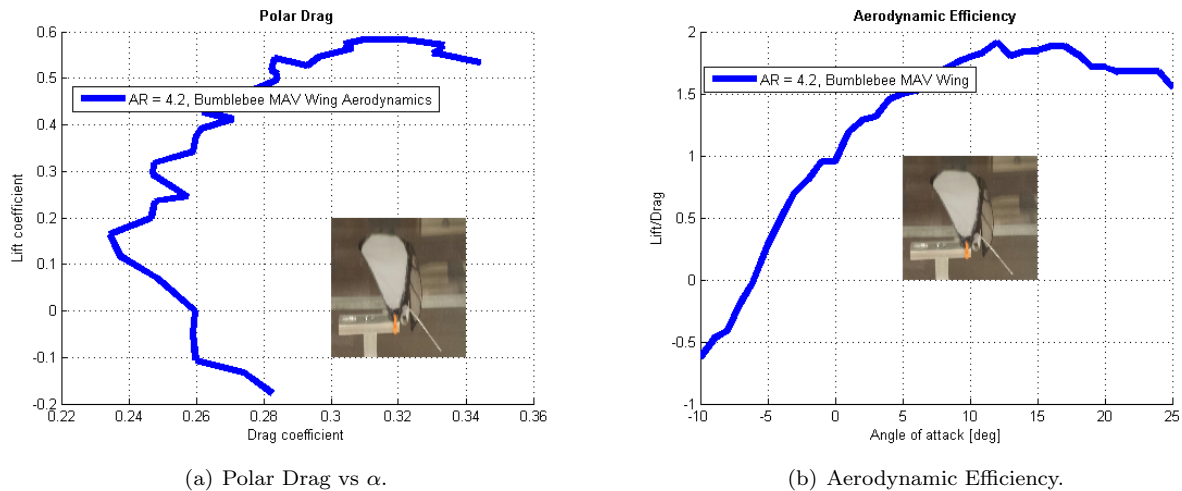 Polar Drag
0.6
0.5
0.4
0.3
0.2
0.1
0
-0.1
-0.2
Lift coefficient
AR = 4.2, Bumblebee MAV Wing Aerodynamics
0.22 0.24 0.26 0.28 0.3 0.32 0.34 0.36
Drag coefficient
(a) Polar Drag vs α.
Aerodynamic Efficiency
2
1.5
1
0.5
0
-0.5
-1
Lift/Drag
AR = 4.2, Bumblebee MAV Wing
-10 -5 0 5 10 15 20 25
Angle of attack [deg]
(b) Aerodynamic Efficiency.